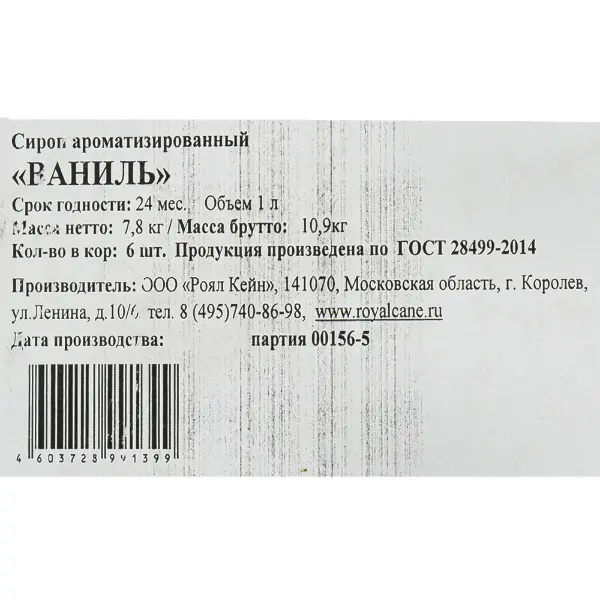 Сироп ароматизированный
«ВАНИЛЬ»
Срок годности: 24 мес. Объем 1 л
Масса нетто: 7,8 кг / Масса брутто: 10,9кг
Кол-во в кор: 6 шт. Продукция произведена по ГОСТ 28499-2014
Производитель: ООО «Роял Кейн», 141070, Московская область, г. Королев,
ул.Ленина, д.10/6, тел. 8 (495)740-86-98, www.royalcane.ru
Дата производства: партия 00156-5
4 603728 941399